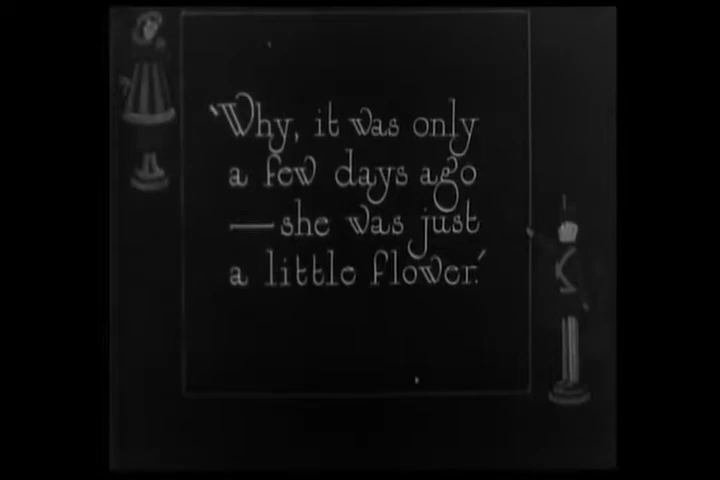 'Why, it was only
a few days ago
—she was just
a little flower.'